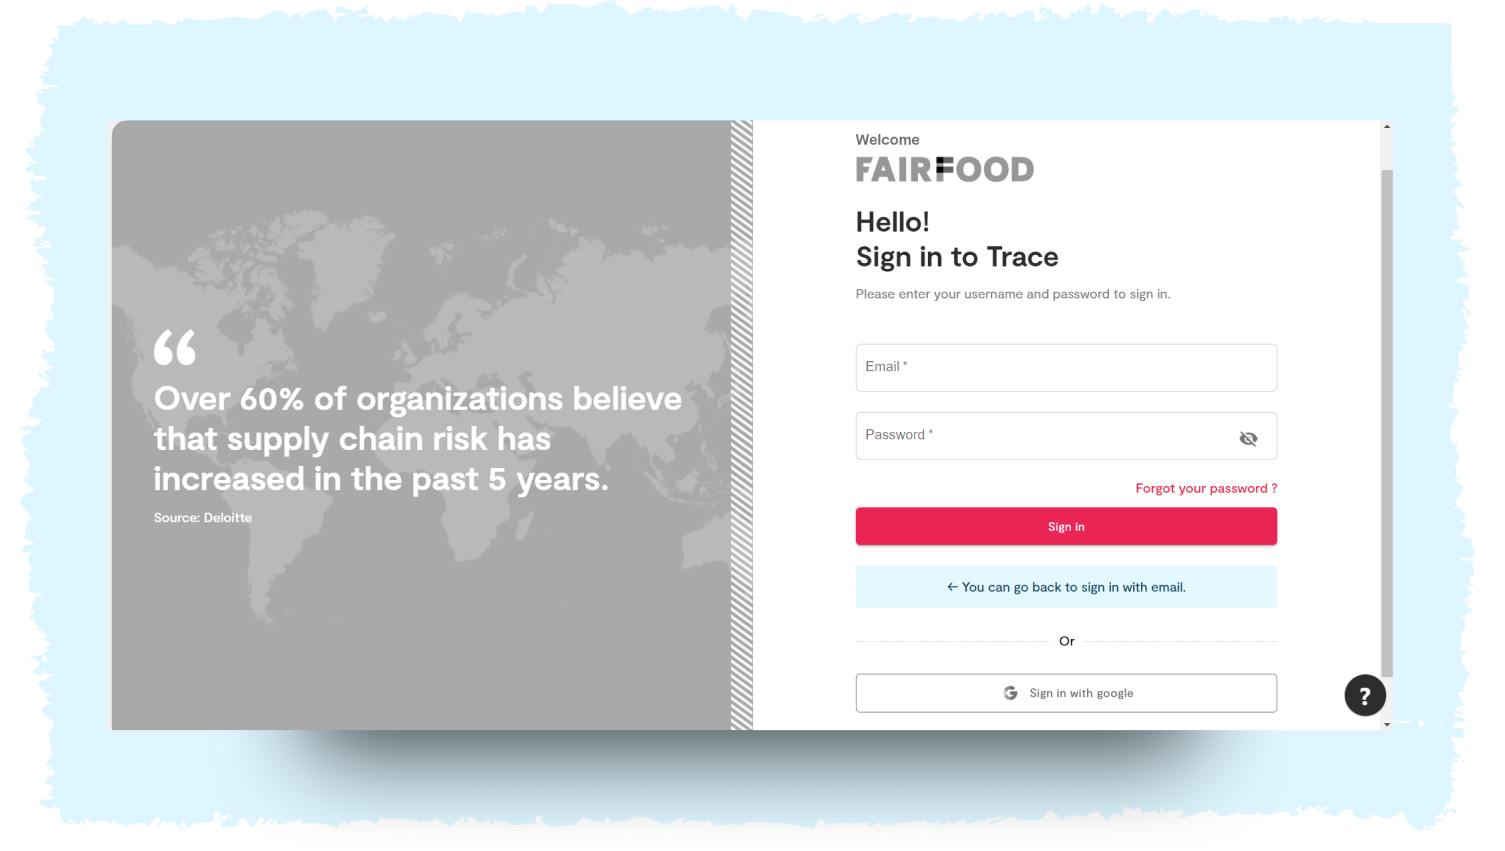 “
Over 60% of organizations believe
that supply chain risk has
increased in the past 5 years.
Source: Deloitte
Welcome
FAIRFOOD
Hello!
Sign in to Trace
Please enter your username and password to sign in.
Email *
Password *
Forgot your password ?
Sign in
← You can go back to sign in with email.
Or
G Sign in with google
?